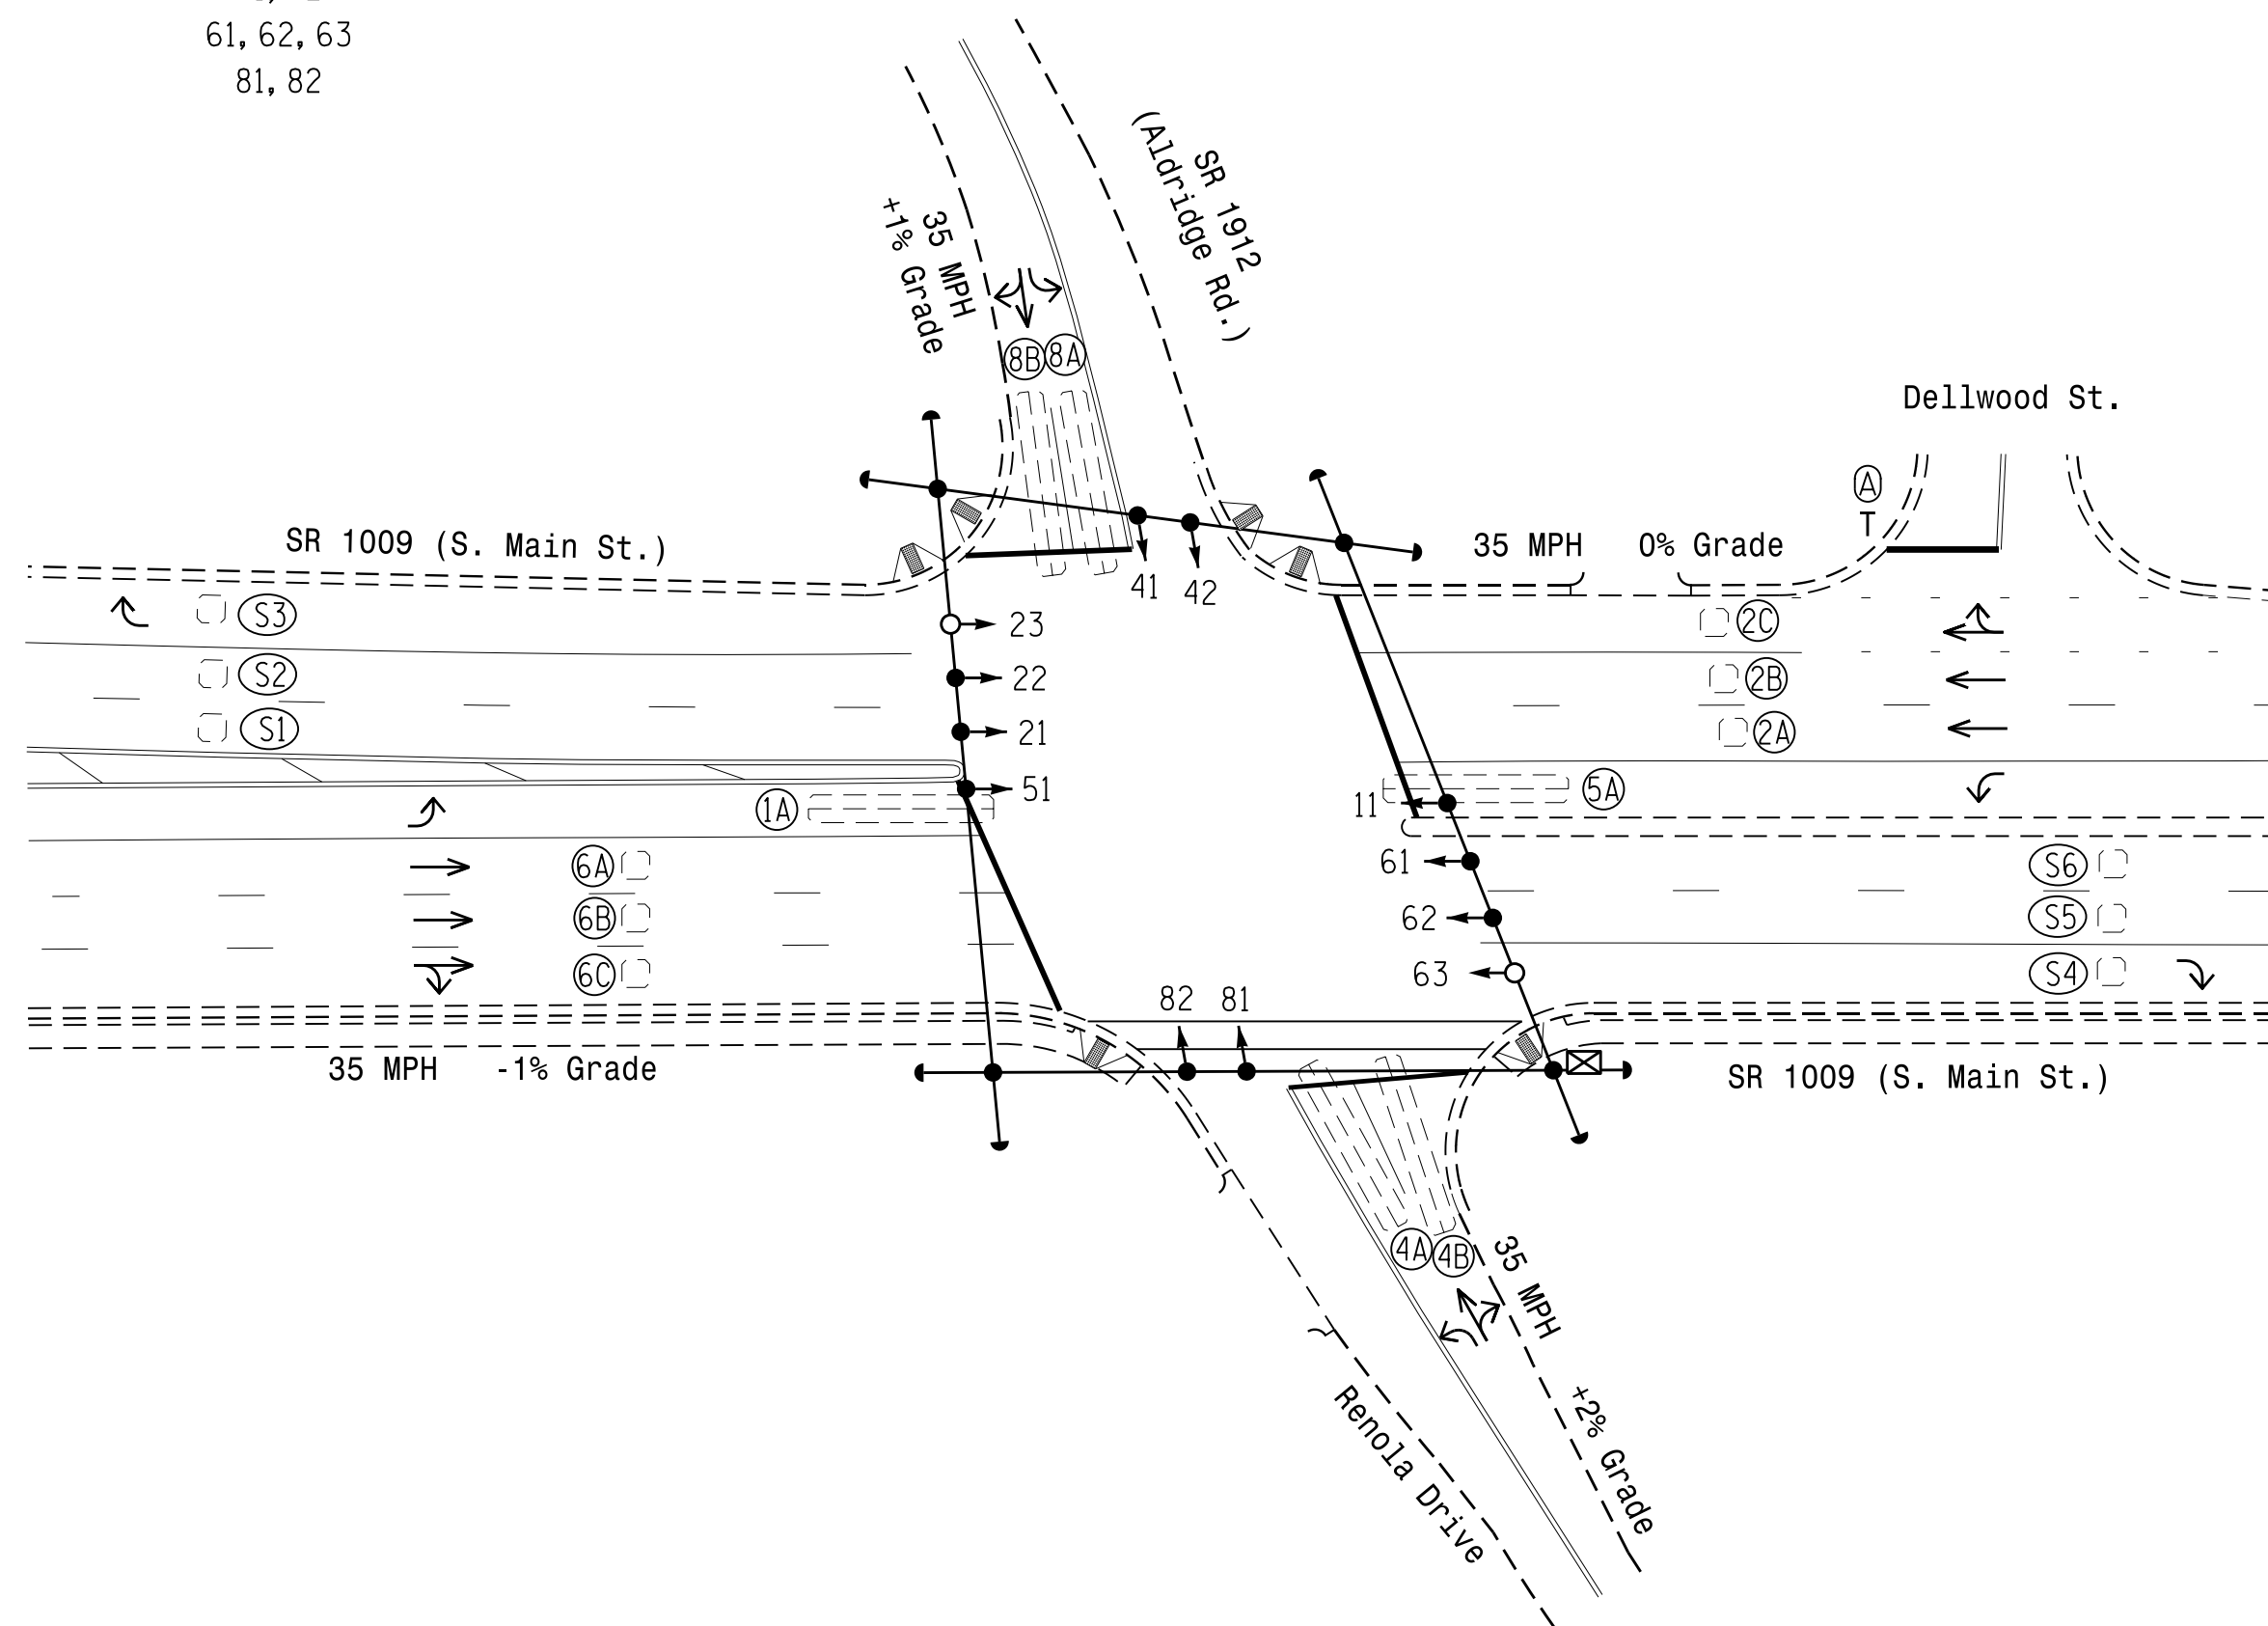 61,62,63
81,82
SR 1912
(Aldridge Rd.)
35 MPH
+1% Grade
8B
8A
Dellwood St.
A
T
SR 1009 (S. Main St.)
35 MPH 0% Grade
41
42
S3
23
2C
S2
22
2B
S1
21
2A
51
1A
11
5A
6A
61
S6
6B
62
S5
6C
63
S4
82
81
35 MPH -1% Grade
SR 1009 (S. Main St.)
4A
4B
35 MPH
+2% Grade
Renola Drive